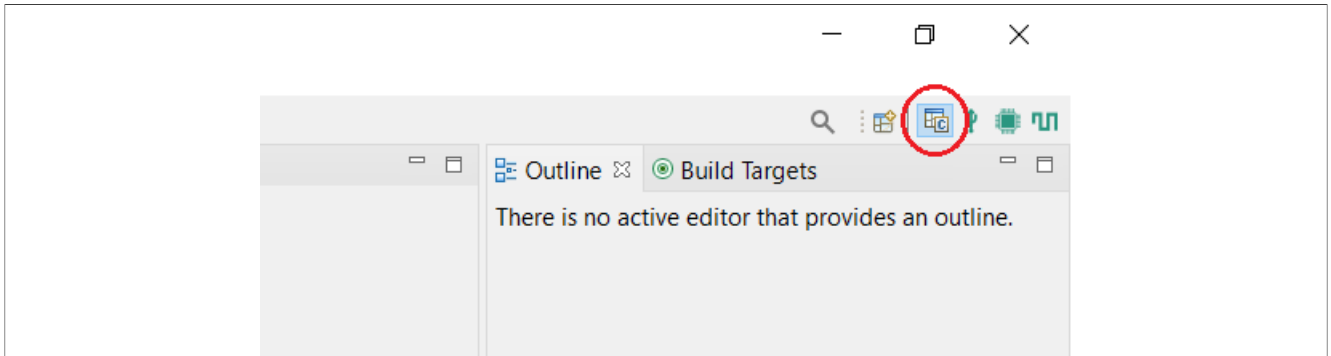 Outline
Build Targets
There is no active editor that provides an outline.